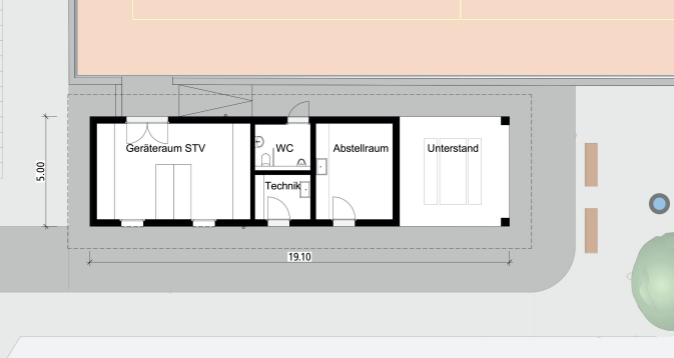 Geräteraum STV
WC
Abstellraum
Unterstand
Technik
5.00
19.10